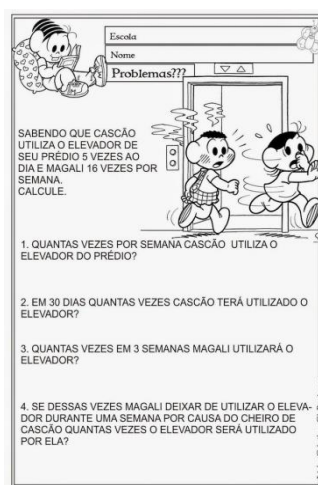 Escola
Nome
Problemas???
SABENDO QUE CASCÃO
UTILIZA O ELEVADOR DE
SEU PRÉDIO 5 VEZES AO
DIA E MAGALI 16 VEZES POR
SEMANA.
CALCULE.
1. QUANTAS VEZES POR SEMANA CASCÃO UTILIZA O
ELEVADOR DO PRÉDIO?
2. EM 30 DIAS QUANTAS VEZES CASCÃO TERÁ UTILIZADO O
ELEVADOR?
3. QUANTAS VEZES EM 3 SEMANAS MAGALI UTILIZARÁ O
ELEVADOR?
4. SE DESSAS VEZES MAGALI DEIXAR DE UTILIZAR O ELEVA-
DOR DURANTE UMA SEMANA POR CAUSA DO CHEIRO DE
CASCÃO QUANTAS VEZES O ELEVADOR SERÁ UTILIZADO
POR ELA?